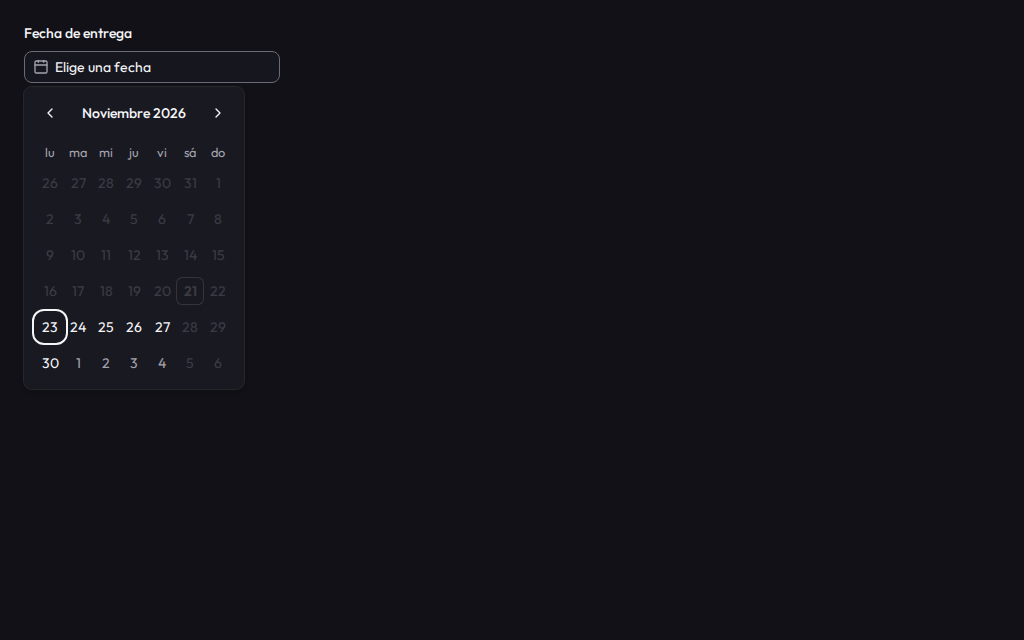 Fecha de entrega
Elige una fecha
Noviembre 2026
lu ma mi ju vi sá do
26 27 28 29 30 31 1
2 3 4 5 6 7 8
9 10 11 12 13 14 15
16 17 18 19 20 21 22
23 24 25 26 27 28 29
30 1 2 3 4 5 6